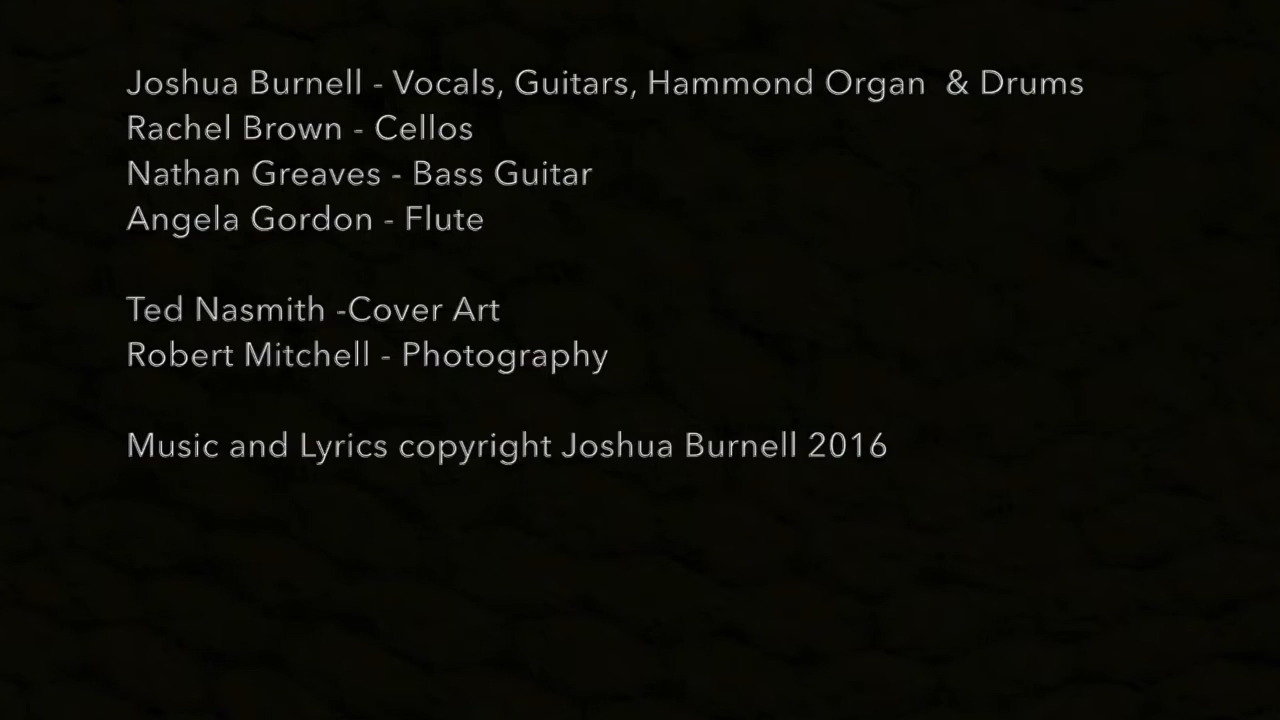 Joshua Burnell - Vocals, Guitars, Hammond Organ  & Drums
Rachel Brown - Cellos
Nathan Greaves - Bass Guitar
Angela Gordon - Flute
Ted Nasmith -Cover Art
Robert Mitchell - Photography
Music and Lyrics copyright Joshua Burnell 2016